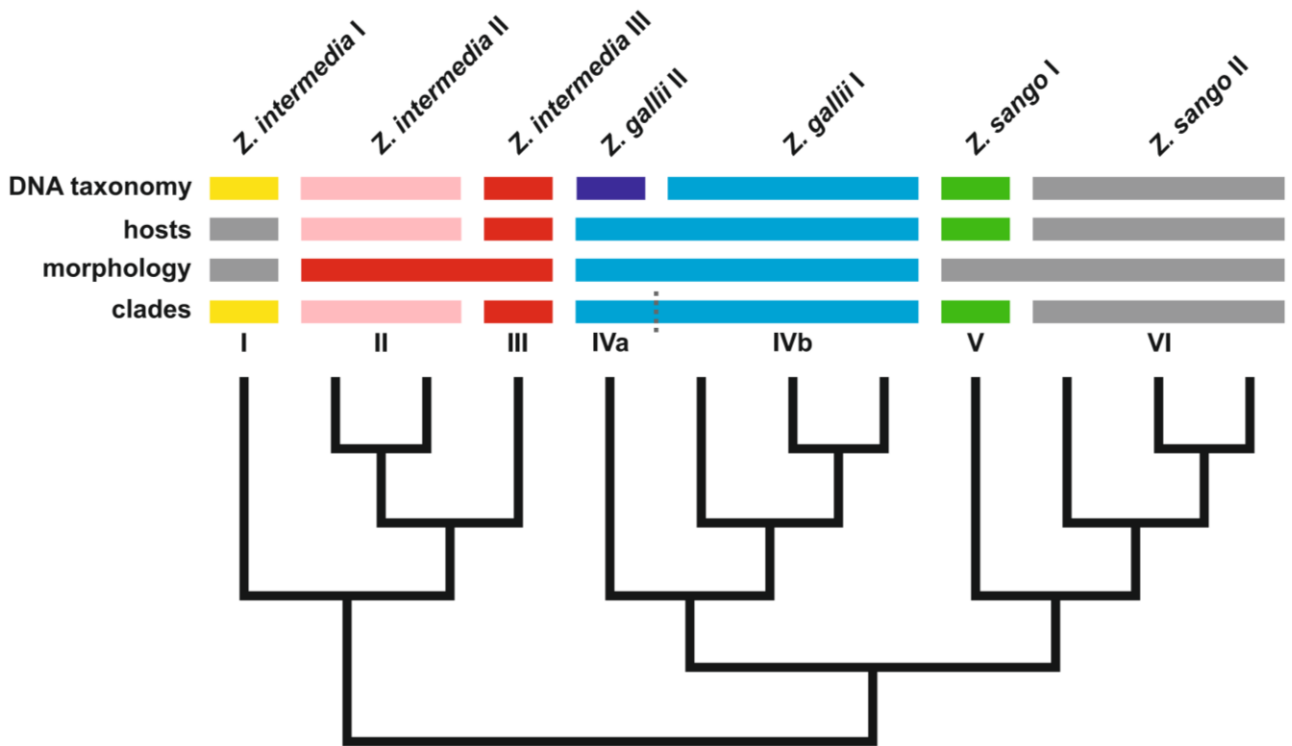 Z. intermedia I
Z. intermedia II
Z. intermedia III
Z. gallii II
Z. gallii I
Z. sango I
Z. sango II
DNA taxonomy
hosts
morphology
clades
I II III IVa IVb V VI